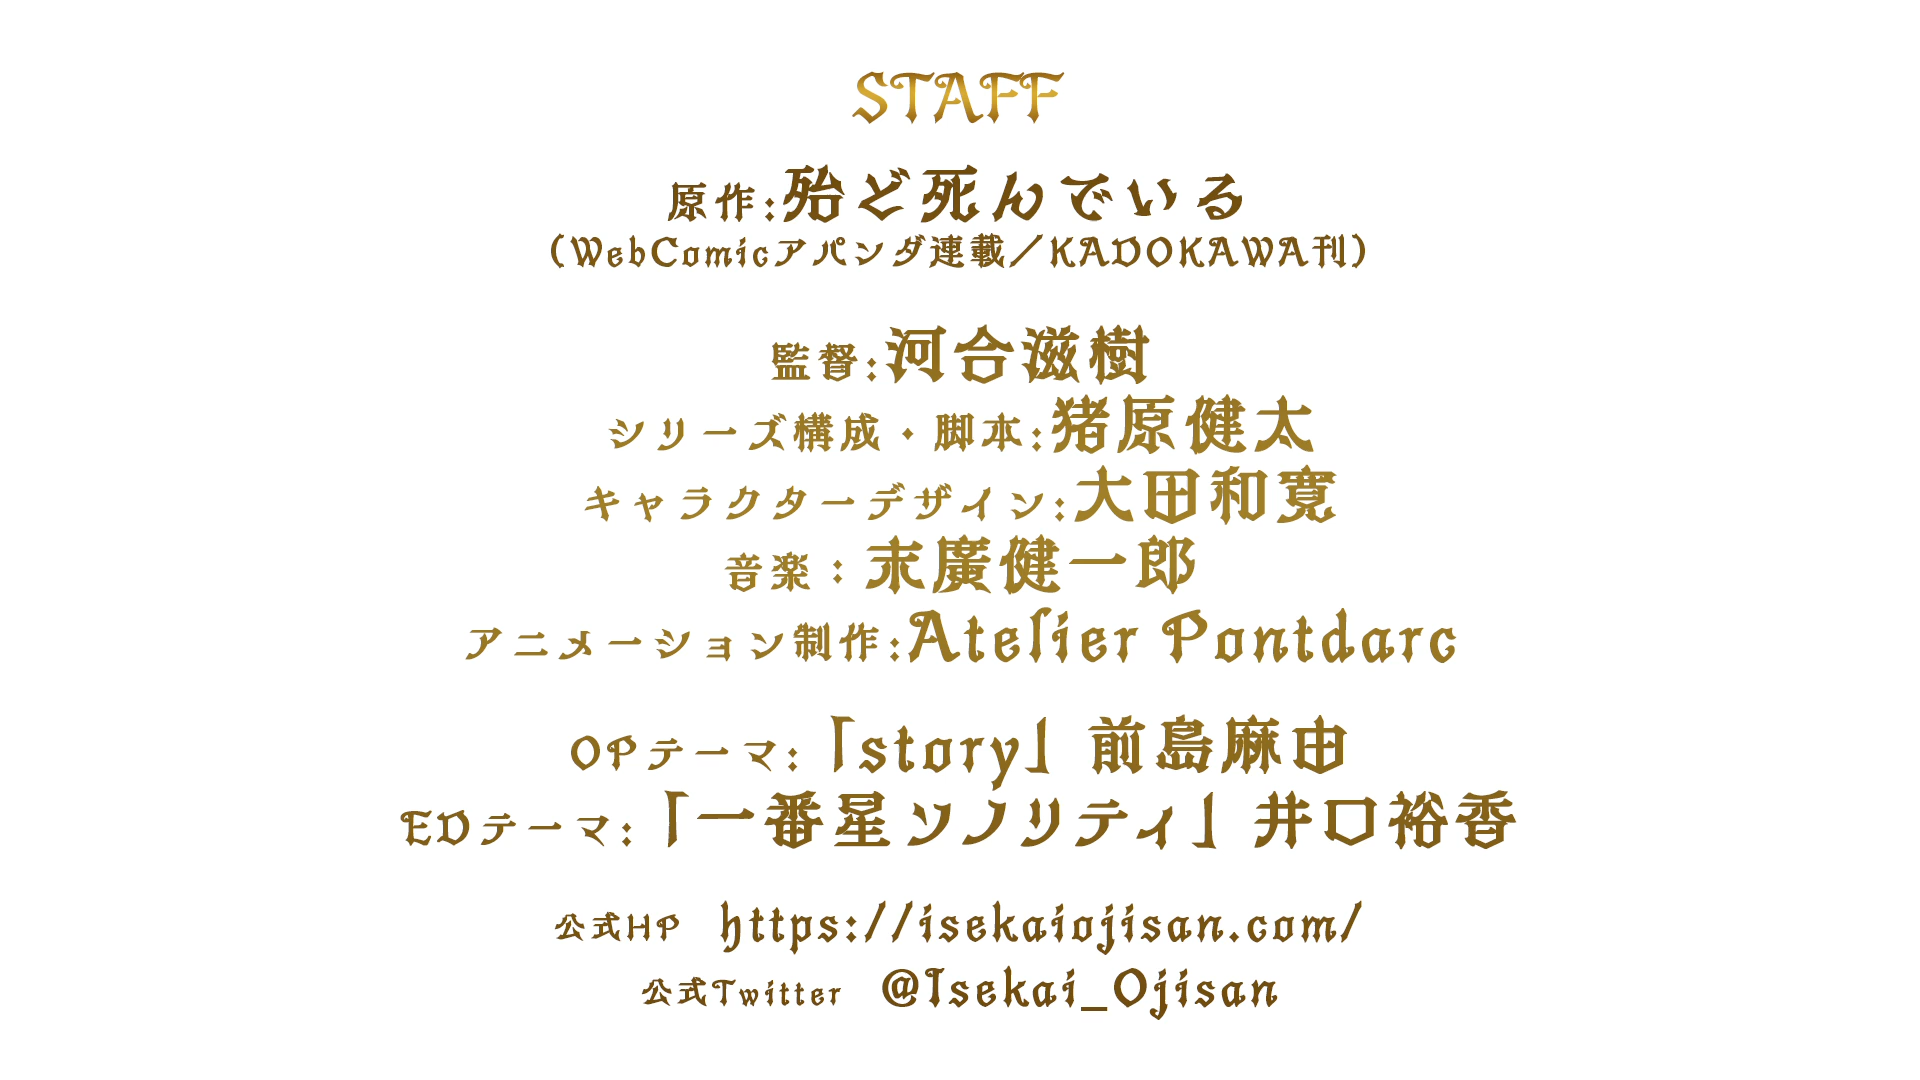 STAFF
原作:殆ど死んでいる
（WebComicアパンダ連載／KADOKAWA刊）
監督:河合滋樹
シリーズ構成・脚本:猪原健太
キャラクターデザイン:大田和寛
音楽：末廣健一郎
アニメーション制作:Atelier Pontdarc
OPテーマ:「story」前島麻由
EDテーマ:「一番星ソノリティ」井口裕香
公式HP https://isekaiojisan.com/
公式Twitter @Isekai_Ojisan